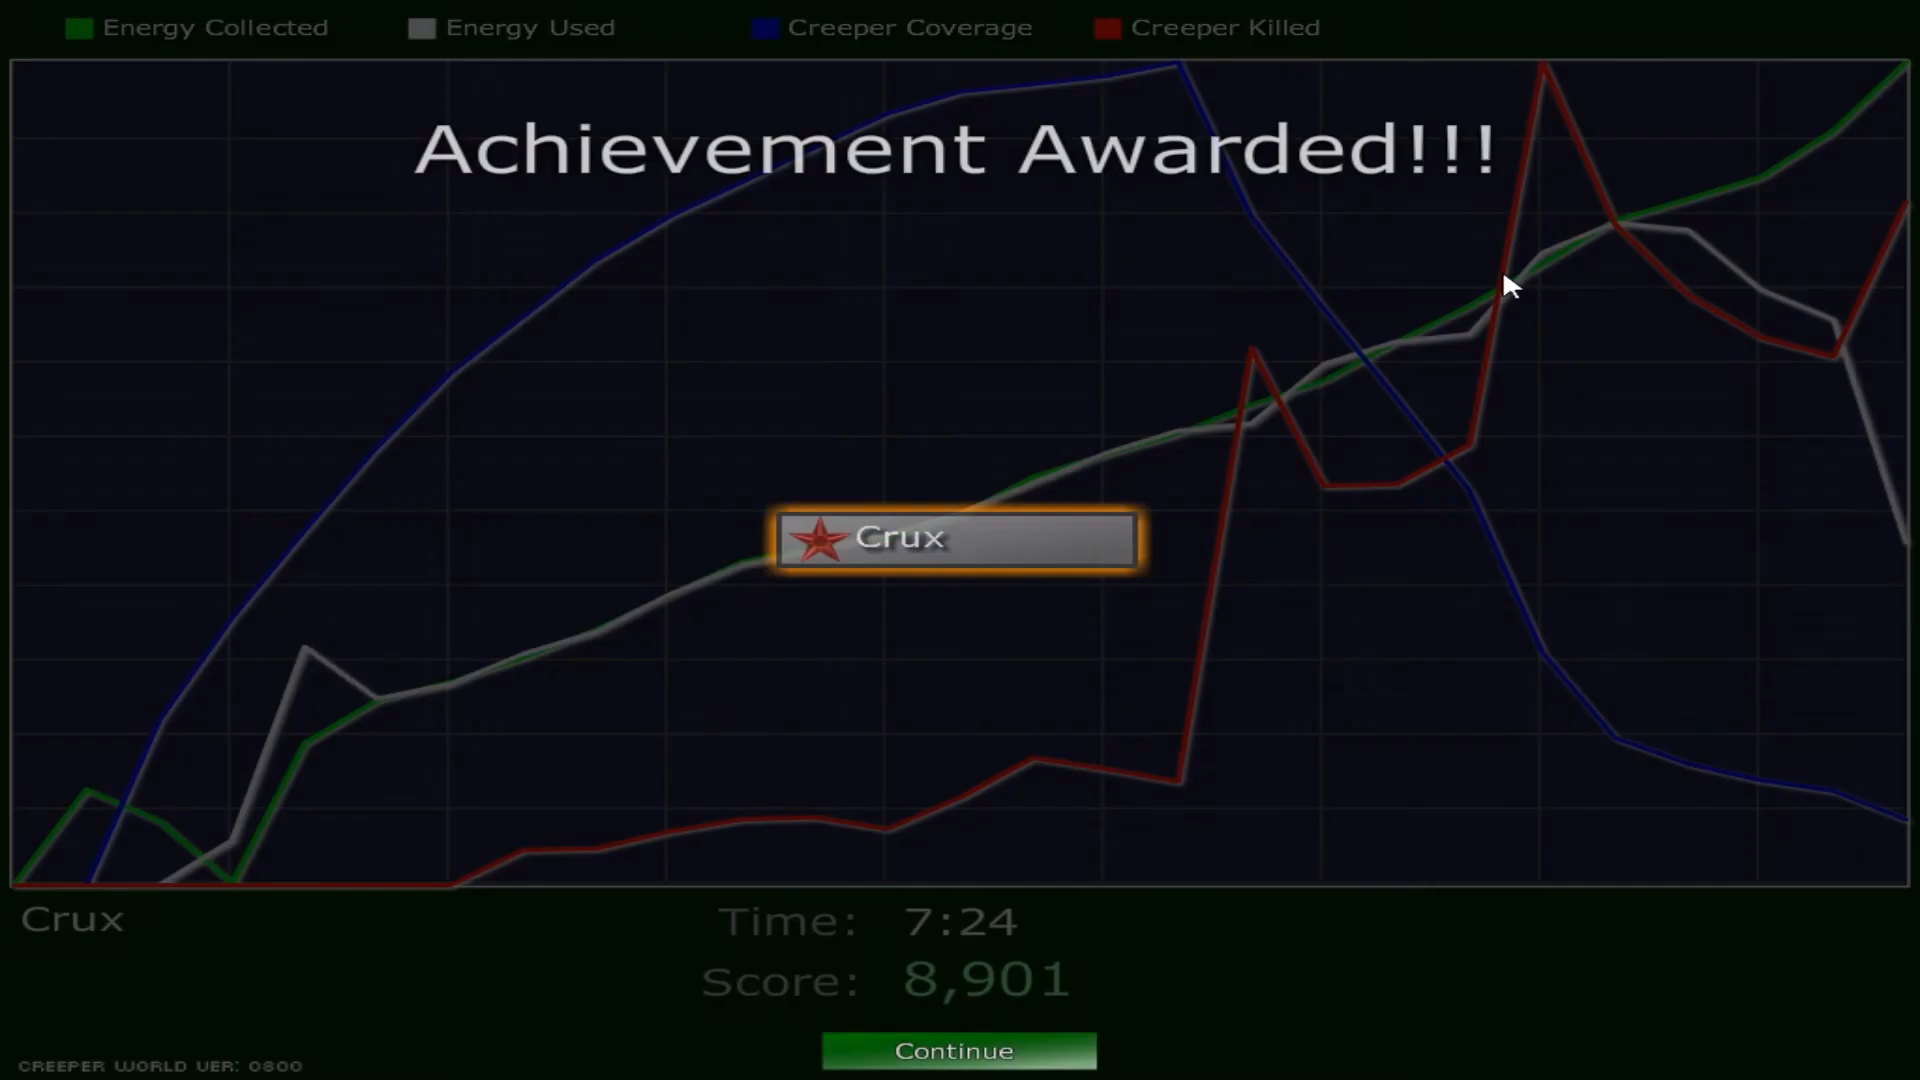 Energy Collected
Energy Used
Creeper Coverage
Creeper Killed
Achievement Awarded!!!
Crux
Crux
Time: 7:24
Score: 8,901
Continue
CREEPER WORLD VER: 0800